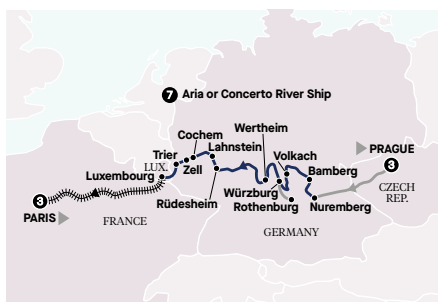 7 Aria or Concerto River Ship
Wertheim
Cochem
Lahnstein
Volkach
PRAGUE
3
Trier
LUX.
Zell
Bamberg
Luxembourg
CZECH
REP.
Würzburg
Rothenburg
Nuremberg
Rüdesheim
3
PARIS
FRANCE
GERMANY